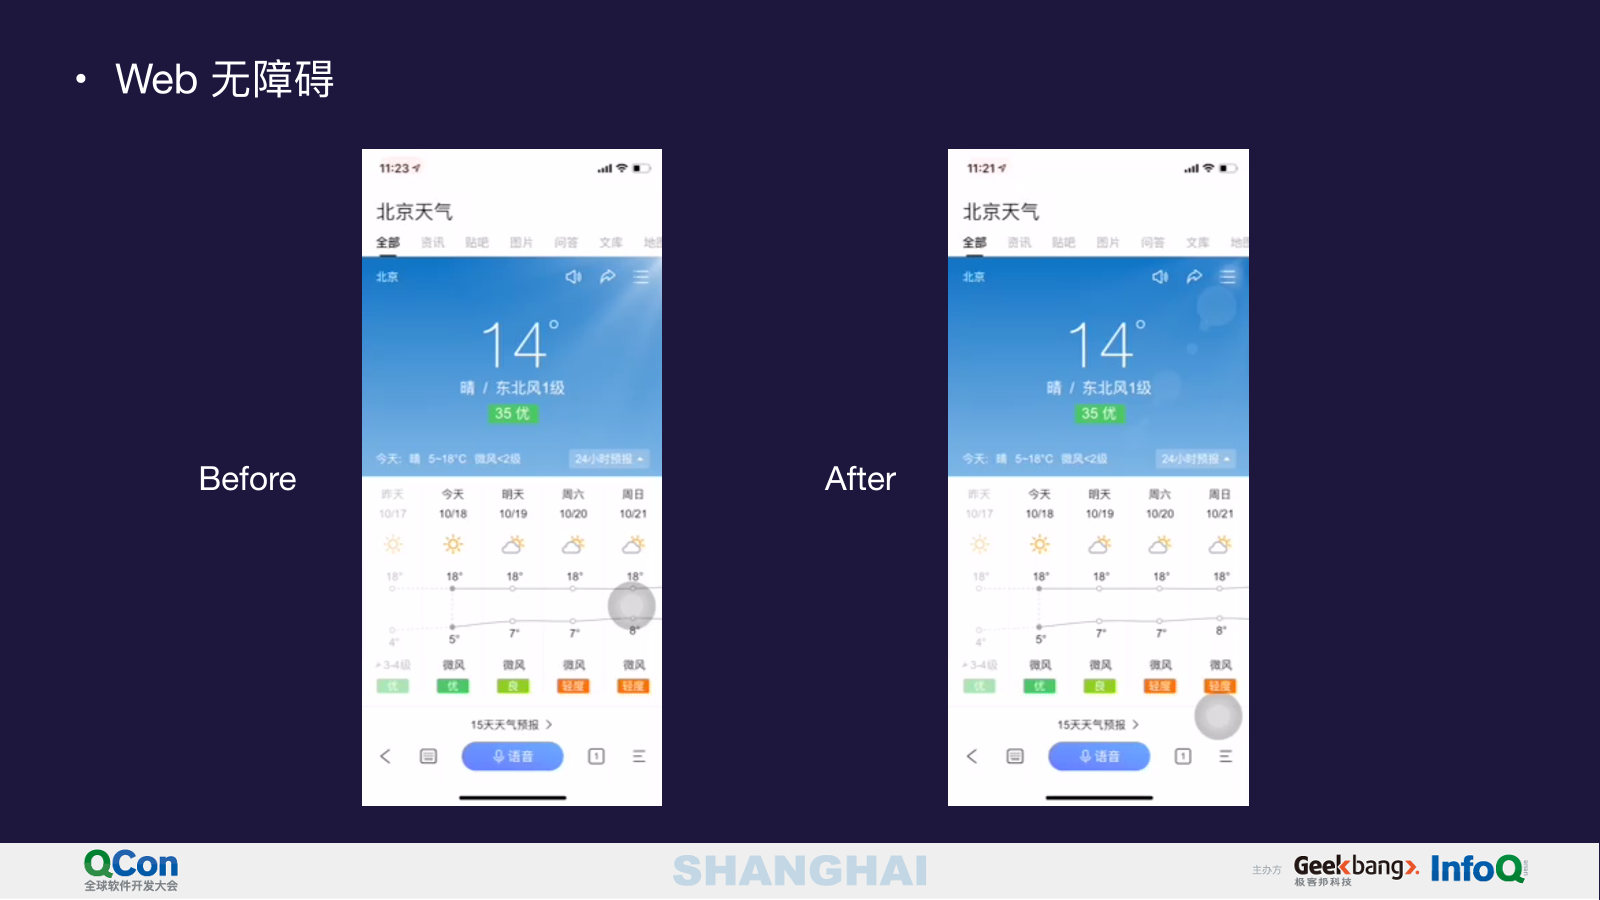 • Web 无障碍
Before
11:23
北京天气
全部 资讯 贴吧 图片 问答 文库 地图
北京
14°
晴 / 东北风1级
35 优
今天: 晴 5~18°C 微风<2级 24小时预报
昨天 今天 明天 周六 周日
10/17 10/18 10/19 10/20 10/21
18° 18° 18° 18° 18°
4° 5° 7° 7° 8°
3-4级 微风 微风 微风 微风
优 优 良 轻度 轻度
15天天气预报 >
语音 1
After
11:21
北京天气
全部 资讯 贴吧 图片 问答 文库 地图
北京
14°
晴 / 东北风1级
35 优
今天: 晴 5~18°C 微风<2级 24小时预报
昨天 今天 明天 周六 周日
10/17 10/18 10/19 10/20 10/21
18° 18° 18° 18° 18°
4° 5° 7° 7° 8°
3-4级 微风 微风 微风 微风
优 优 良 轻度 轻度
15天天气预报 >
语音 1
QCon
全球软件开发大会
SHANGHAI
主办方 Geekbang>. InfoQ
极客邦科技